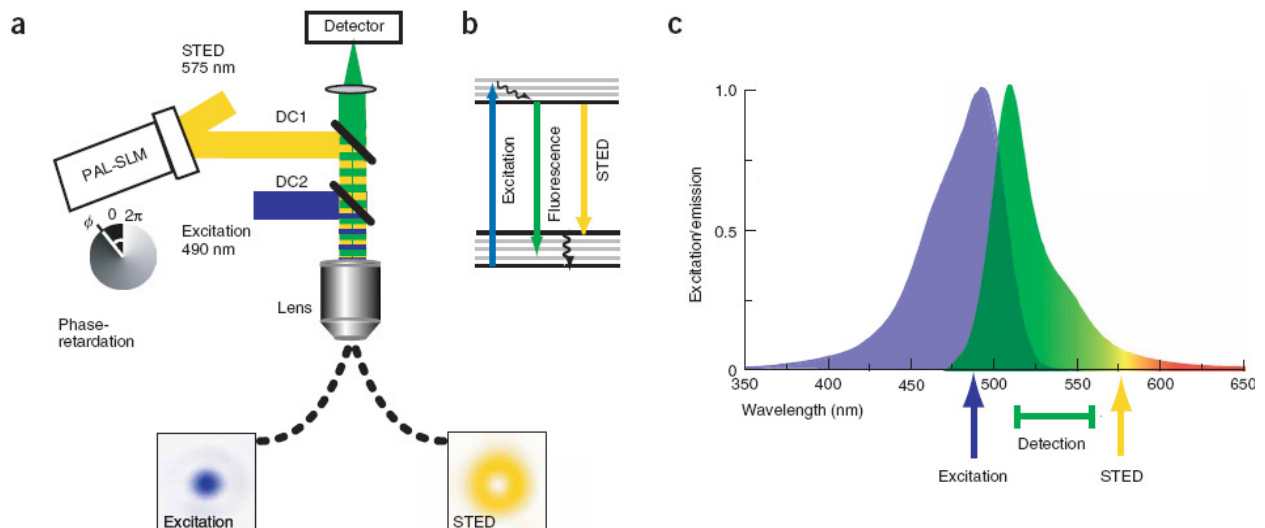 a
Detector
STED
575 nm
DC1
PAL-SLM
DC2
ϕ 0 2π
Excitation
490 nm
Lens
Phase-
retardation
Excitation
STED
b
Excitation
Fluorescence
STED
c
Excitation/emission
1.0
0.5
0
350 400 450 500 550 600 650
Wavelength (nm)
Detection
Excitation
STED